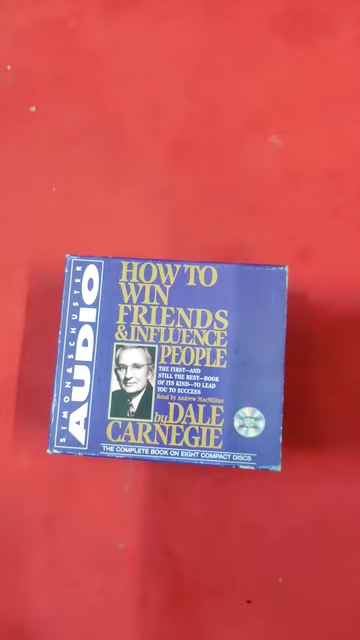 SIMON & SCHUSTER
AUDIO
HOW TO
WIN
FRIENDS
& INFLUENCE
PEOPLE
THE FIRST—AND
STILL THE BEST—BOOK
OF ITS KIND—TO LEAD
YOU TO SUCCESS
Read by Andrew MacMillan
by DALE
CARNEGIE
THE COMPLETE BOOK ON EIGHT COMPACT DISCS